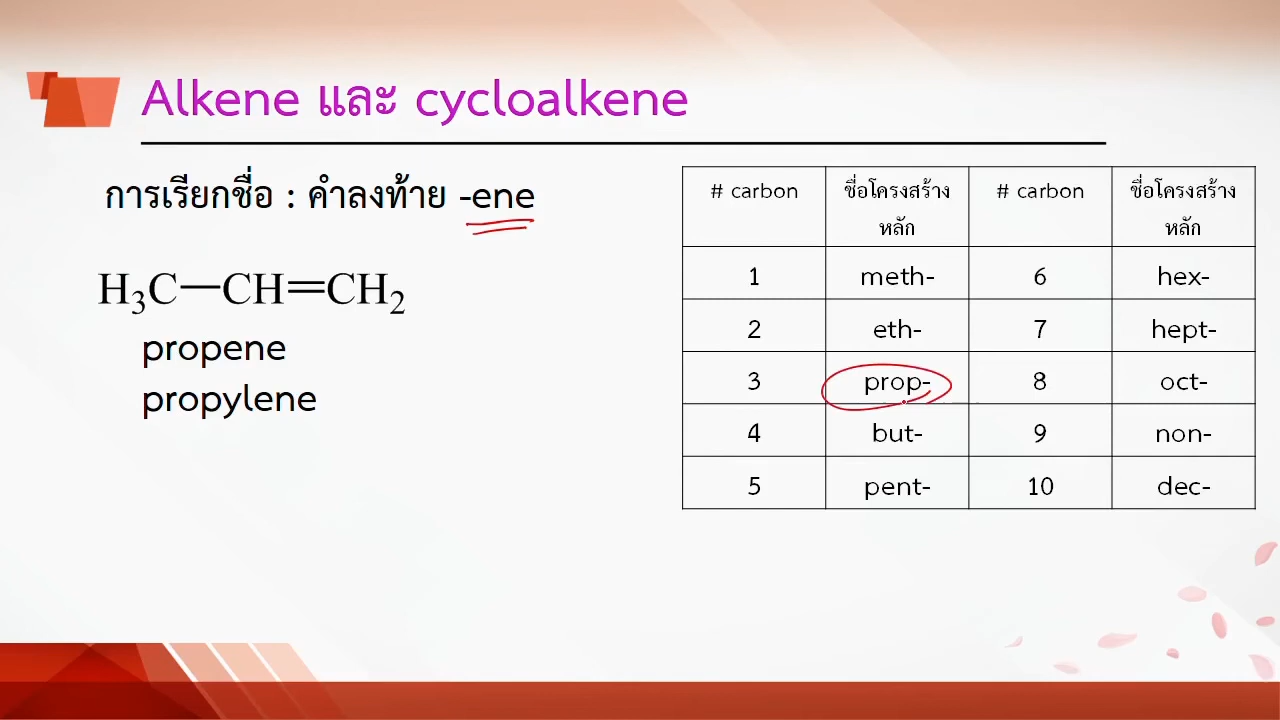 Alkene และ cycloalkene
การเรียกชื่อ : คำลงท้าย -ene
H₃C—CH=CH₂
propene
propylene
# carbon ชื่อโครงสร้างหลัก # carbon ชื่อโครงสร้างหลัก
1 meth- 6 hex-
2 eth- 7 hept-
3 prop- 8 oct-
4 but- 9 non-
5 pent- 10 dec-